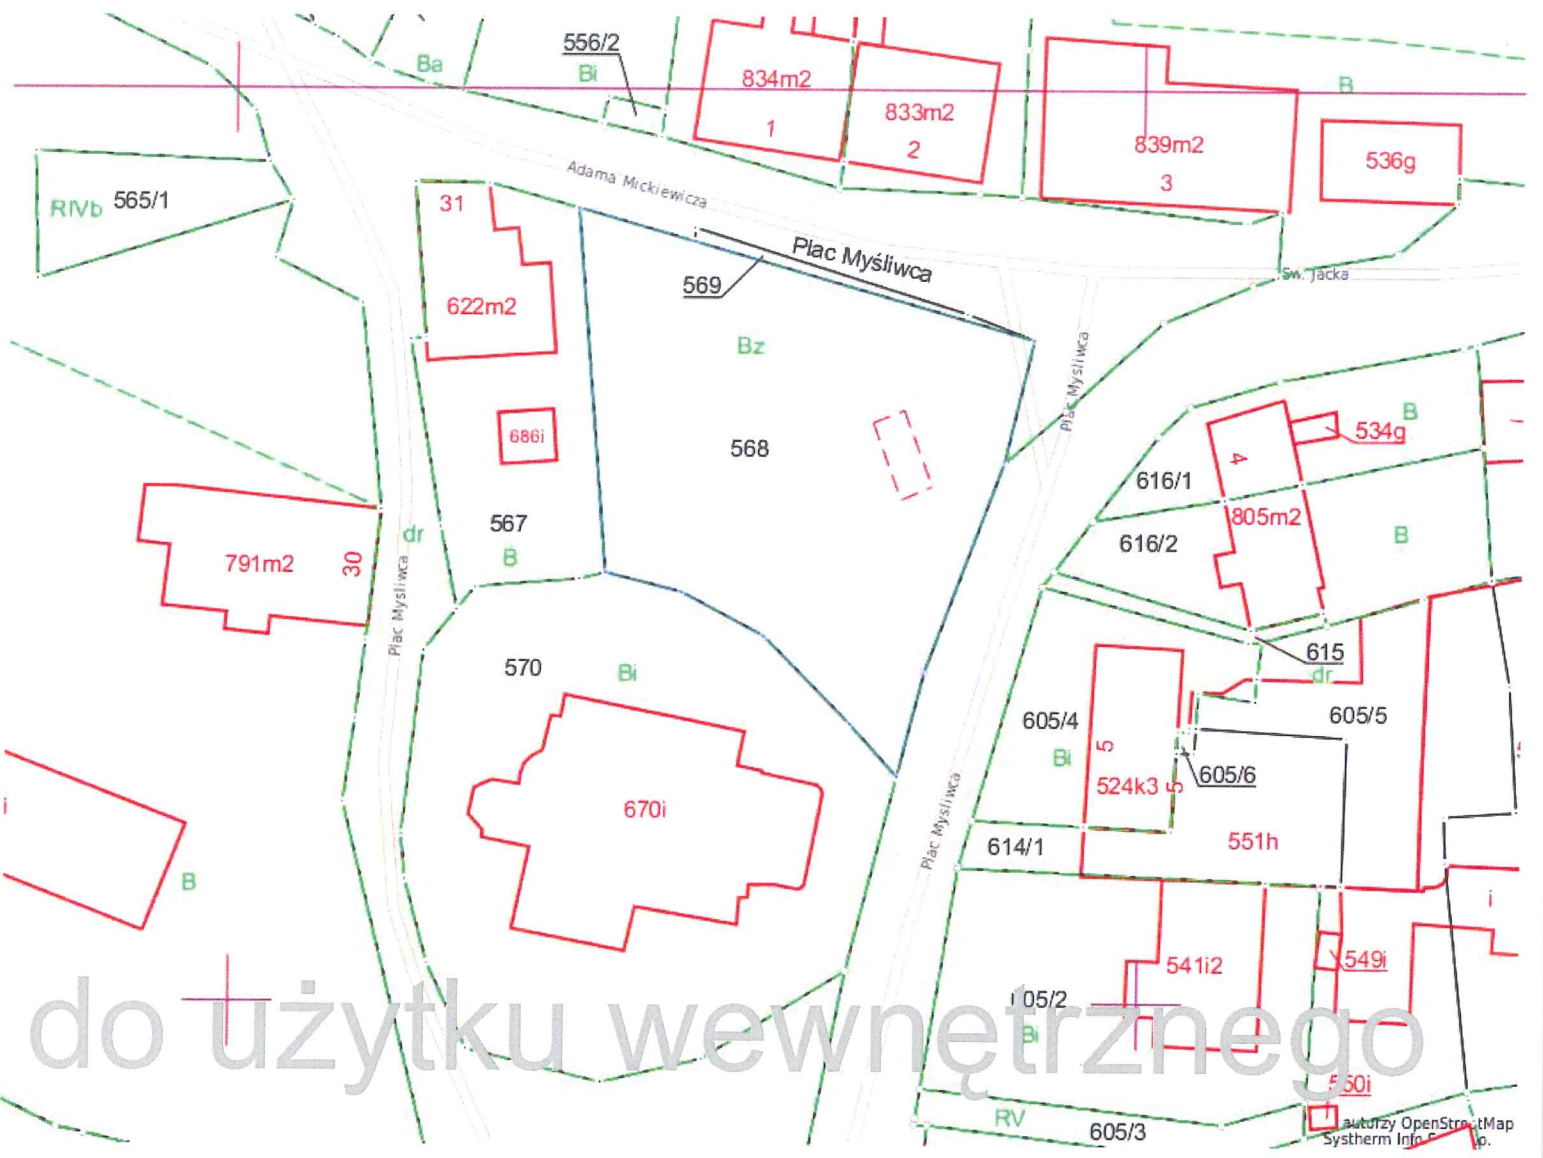 556/2
Ba
Bi
834m2
1
833m2
2
839m2
3
B
536g
RIVb
565/1
31
Adama Mickiewicza
Plac Myśliwca
569
Św. Jacka
622m2
Bz
Plac Myśliwca
686i
568
B
534g
4
616/1
567
dr
B
805m2
616/2
B
791m2
30
Plac Myśliwca
570
Bi
615
dr
605/4
605/5
Bi
5
524k3
5
605/6
670i
551h
614/1
Plac Myśliwca
i
B
541i2
549i
i
605/2
Bi
do użytku wewnętrznego
550i
RV
605/3
autorzy OpenStreetMap
Systherm Info